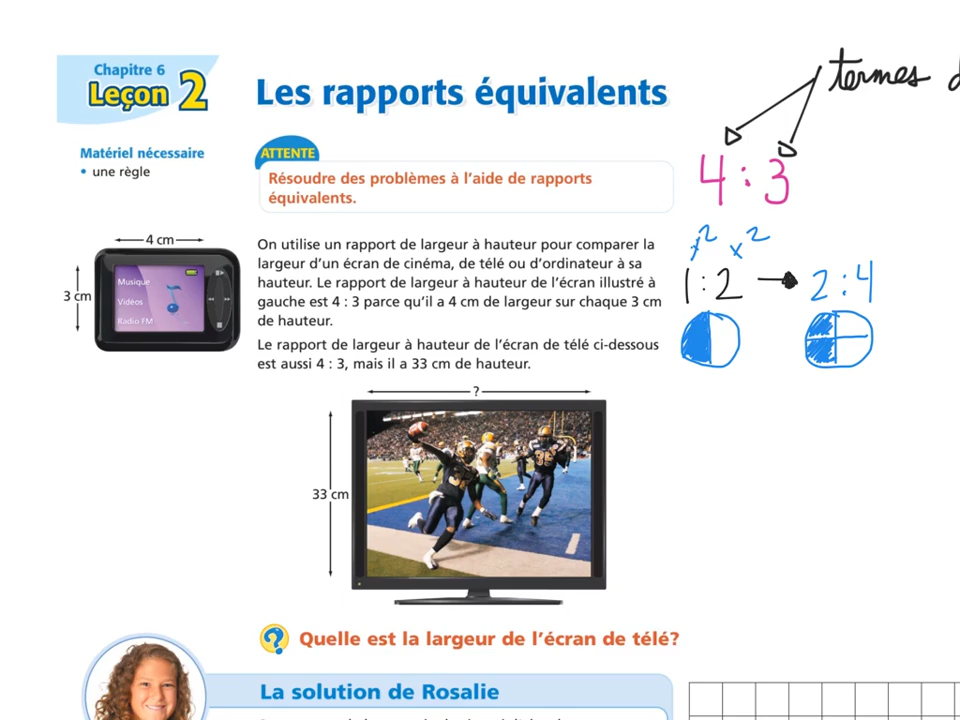 Chapitre 6
Leçon 2
Les rapports équivalents
termes
Matériel nécessaire
• une règle
ATTENTE
Résoudre des problèmes à l'aide de rapports
équivalents.
4 : 3
x2 x2
1 : 2 → 2 : 4
4 cm
3 cm
Musique
Vidéos
Radio FM
On utilise un rapport de largeur à hauteur pour comparer la
largeur d'un écran de cinéma, de télé ou d'ordinateur à sa
hauteur. Le rapport de largeur à hauteur de l'écran illustré à
gauche est 4 : 3 parce qu'il a 4 cm de largeur sur chaque 3 cm
de hauteur.
Le rapport de largeur à hauteur de l'écran de télé ci-dessous
est aussi 4 : 3, mais il a 33 cm de hauteur.
?
33 cm
? Quelle est la largeur de l'écran de télé?
La solution de Rosalie